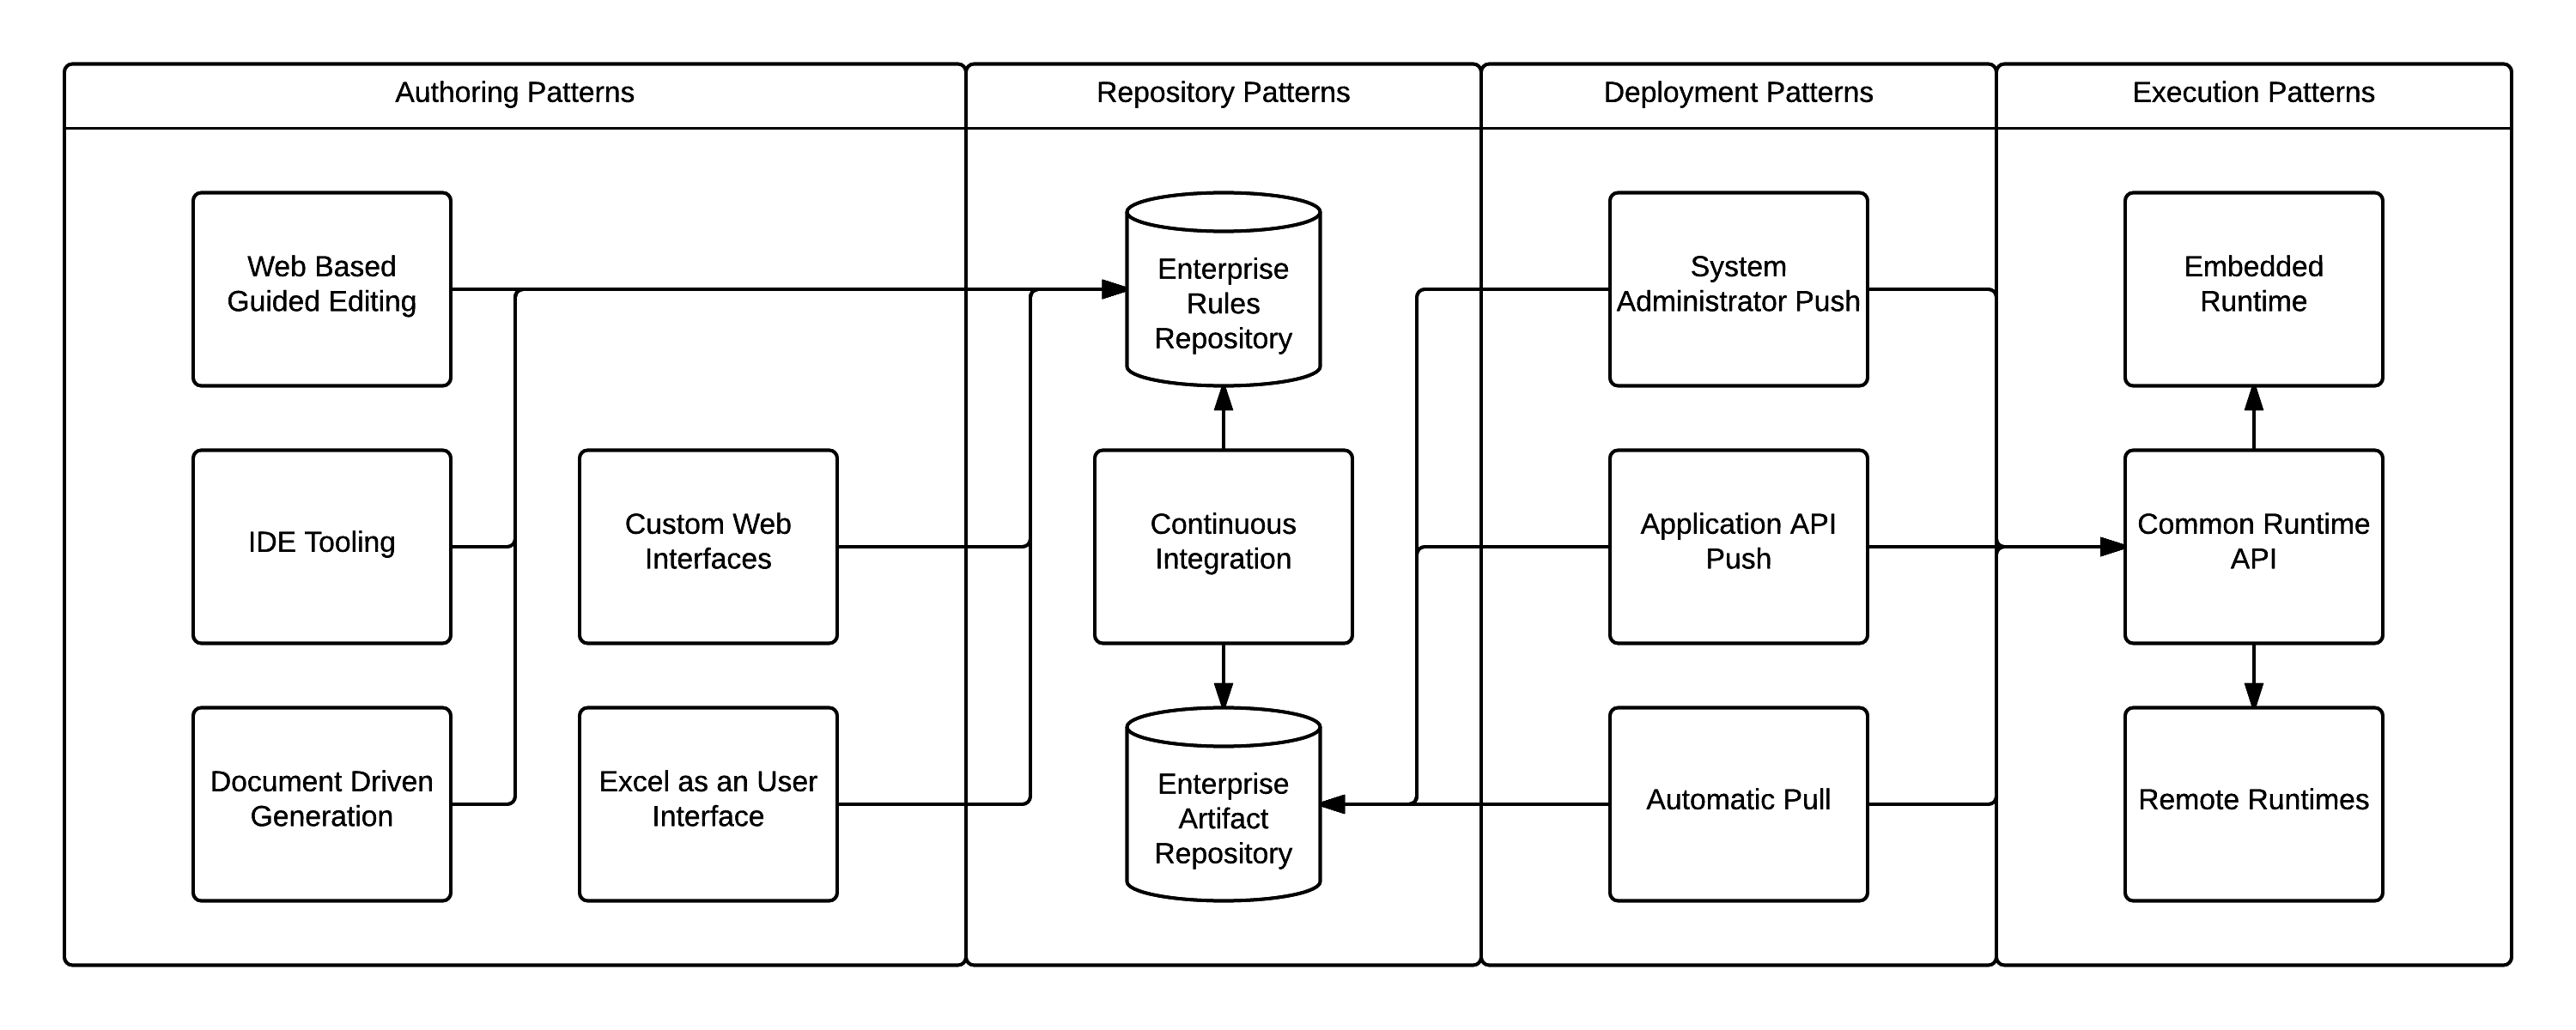 Authoring Patterns
Repository Patterns
Deployment Patterns
Execution Patterns
Web Based
Guided Editing
IDE Tooling
Document Driven
Generation
Custom Web
Interfaces
Excel as an User
Interface
Enterprise
Rules
Repository
Continuous
Integration
Enterprise
Artifact
Repository
System
Administrator Push
Application API
Push
Automatic Pull
Embedded
Runtime
Common Runtime
API
Remote Runtimes